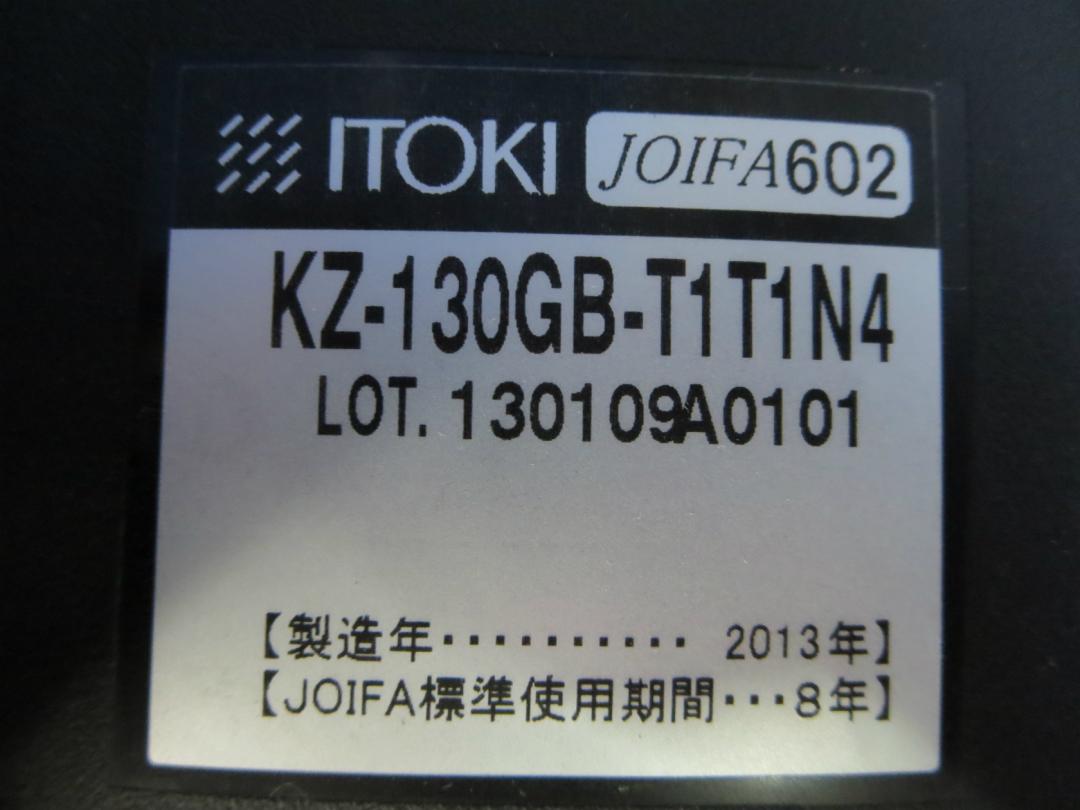 ITOKI JOIFA602
KZ-130GB-T1T1N4
LOT. 130109A0101
【製造年・・・・・・・・・・ 2013年】
【JOIFA標準使用期間・・・8年】